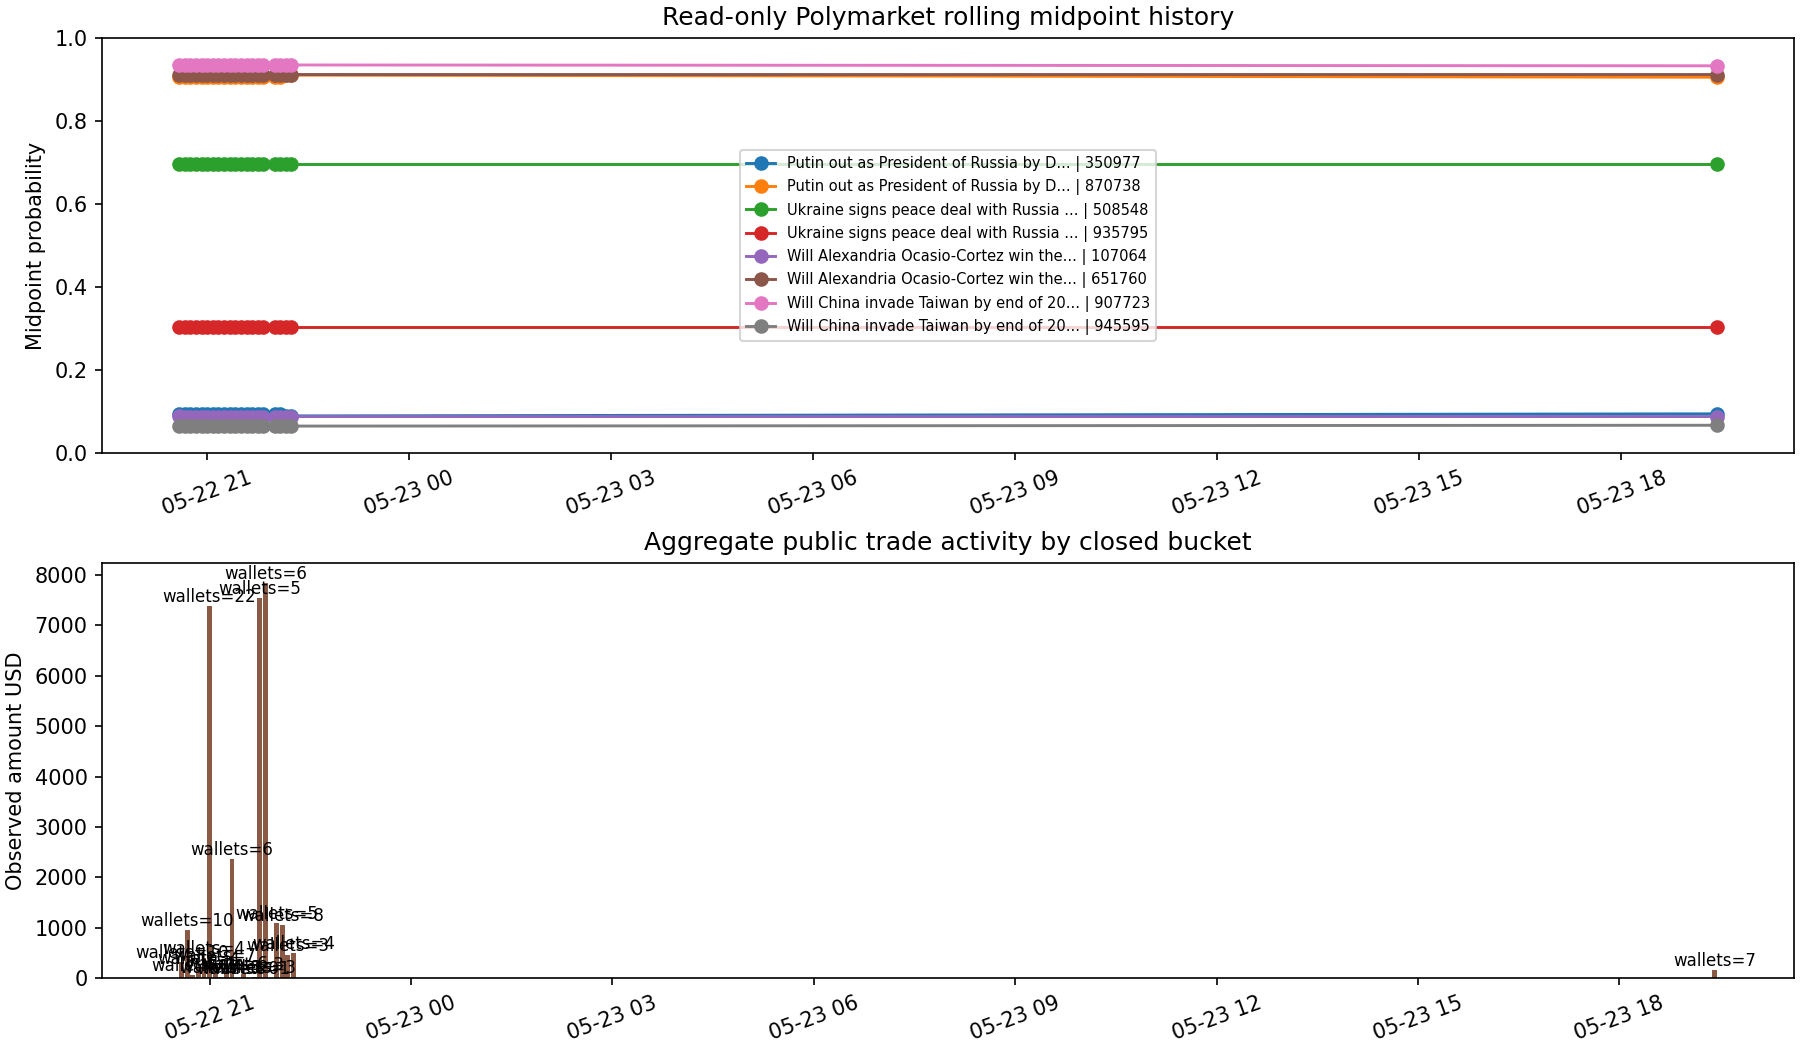 Read-only Polymarket rolling midpoint history
Midpoint probability
1.0
0.8
0.6
0.4
0.2
0.0
Putin out as President of Russia by D... | 350977
Putin out as President of Russia by D... | 870738
Ukraine signs peace deal with Russia ... | 508548
Ukraine signs peace deal with Russia ... | 935795
Will Alexandria Ocasio-Cortez win the... | 107064
Will Alexandria Ocasio-Cortez win the... | 651760
Will China invade Taiwan by end of 20... | 907723
Will China invade Taiwan by end of 20... | 945595
05-22 21
05-23 00
05-23 03
05-23 06
05-23 09
05-23 12
05-23 15
05-23 18
Aggregate public trade activity by closed bucket
Observed amount USD
8000
7000
6000
5000
4000
3000
2000
1000
0
wallets=6
wallets=5
wallets=22
wallets=6
wallets=10
wallets=5
wallets=8
wallets=4
wallets=4
wallets=3
wallets=7
05-22 21
05-23 00
05-23 03
05-23 06
05-23 09
05-23 12
05-23 15
05-23 18